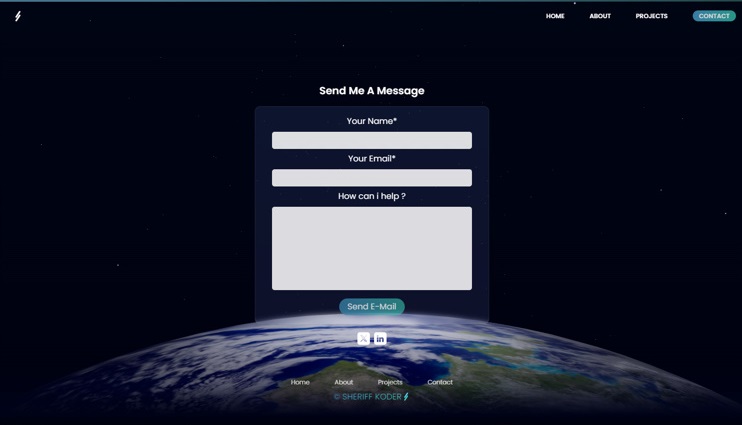 HOME ABOUT PROJECTS CONTACT
Send Me A Message
Your Name*
Your Email*
How can i help ?
Send E-Mail
in
Home About Projects Contact
© SHERIFF KODER